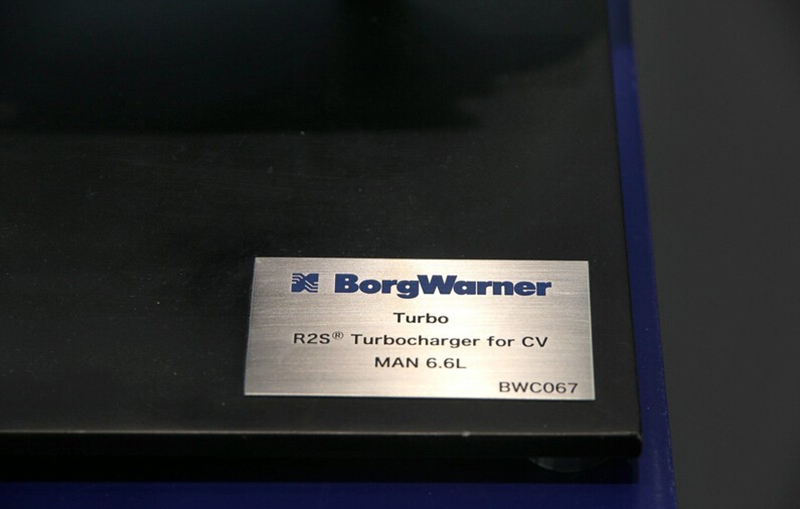 BorgWarner
Turbo
R2S® Turbocharger for CV
MAN 6.6L
BWC067